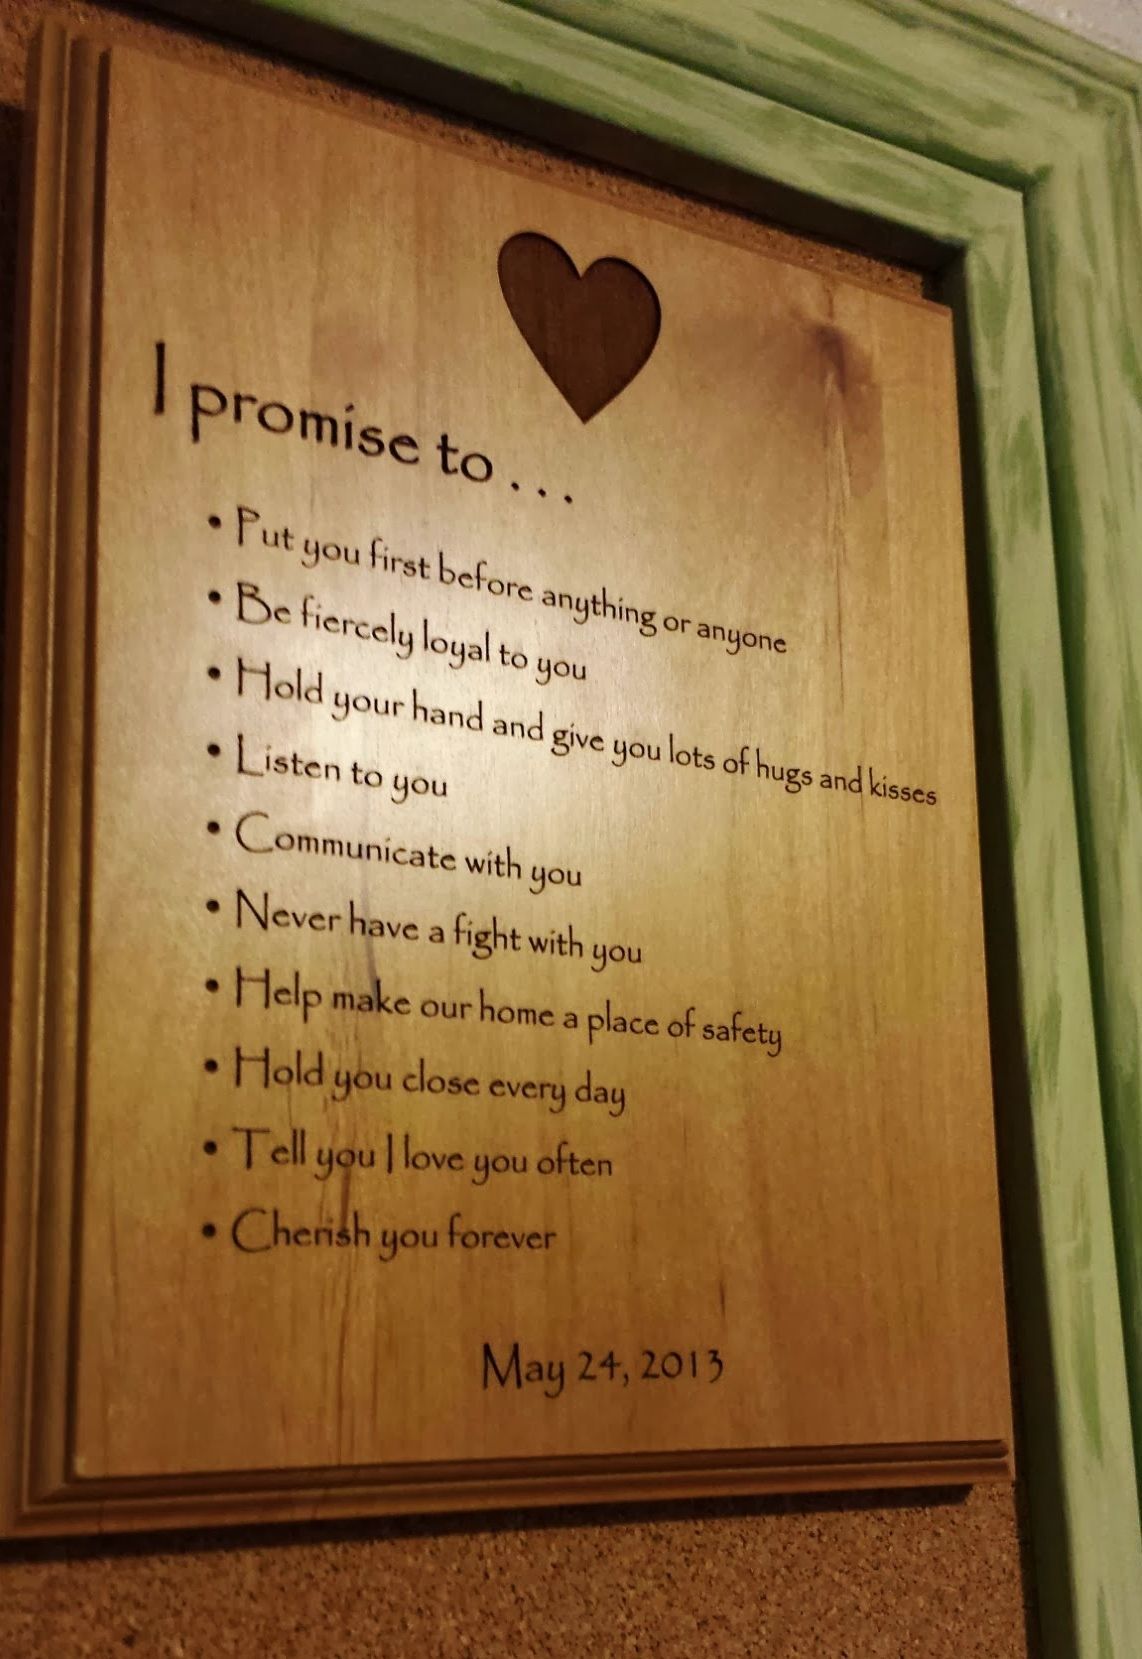 I promise to . . .
• Put you first before anything or anyone
• Be fiercely loyal to you
• Hold your hand and give you lots of hugs and kisses
• Listen to you
• Communicate with you
• Never have a fight with you
• Help make our home a place of safety
• Hold you close every day
• Tell you I love you often
• Cherish you forever
May 24, 2013